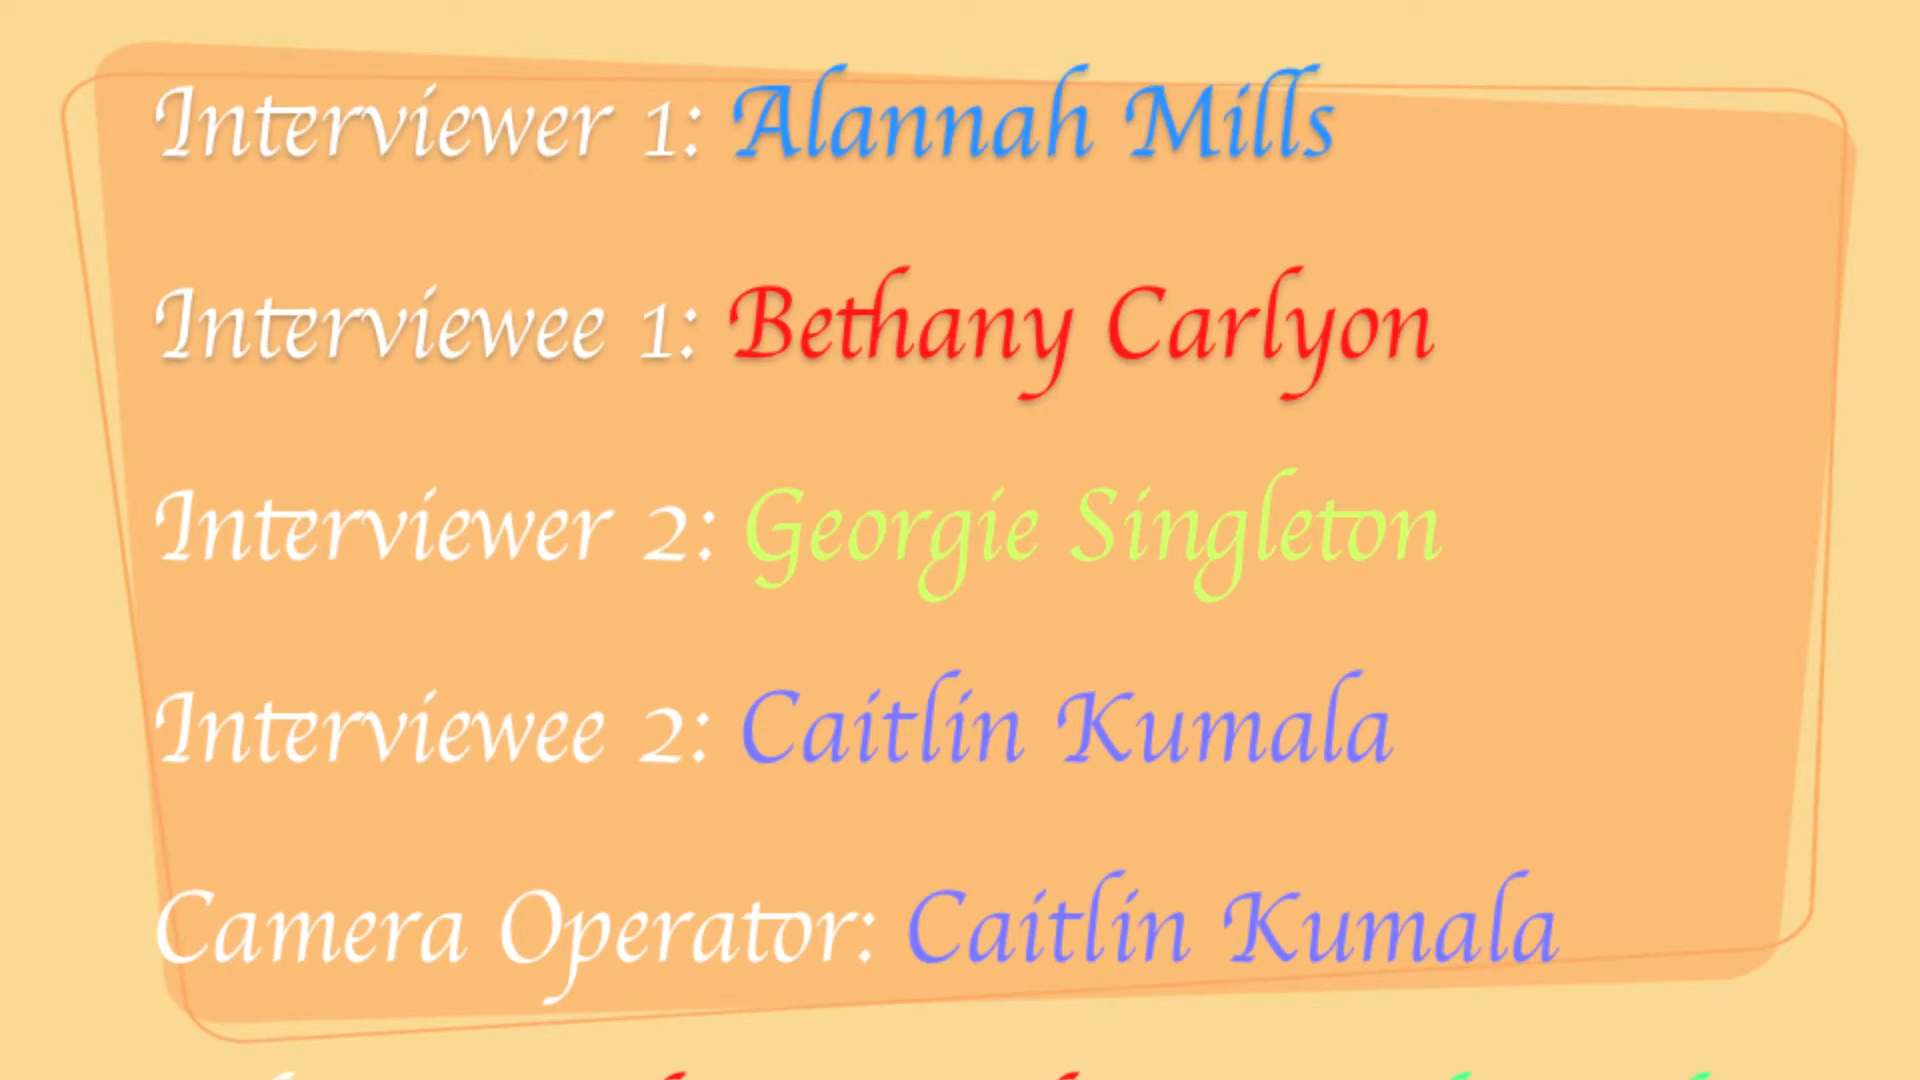 Interviewer 1: Alannah Mills
Interviewee 1: Bethany Carlyon
Interviewer 2: Georgie Singleton
Interviewee 2: Caitlin Kumala
Camera Operator: Caitlin Kumala